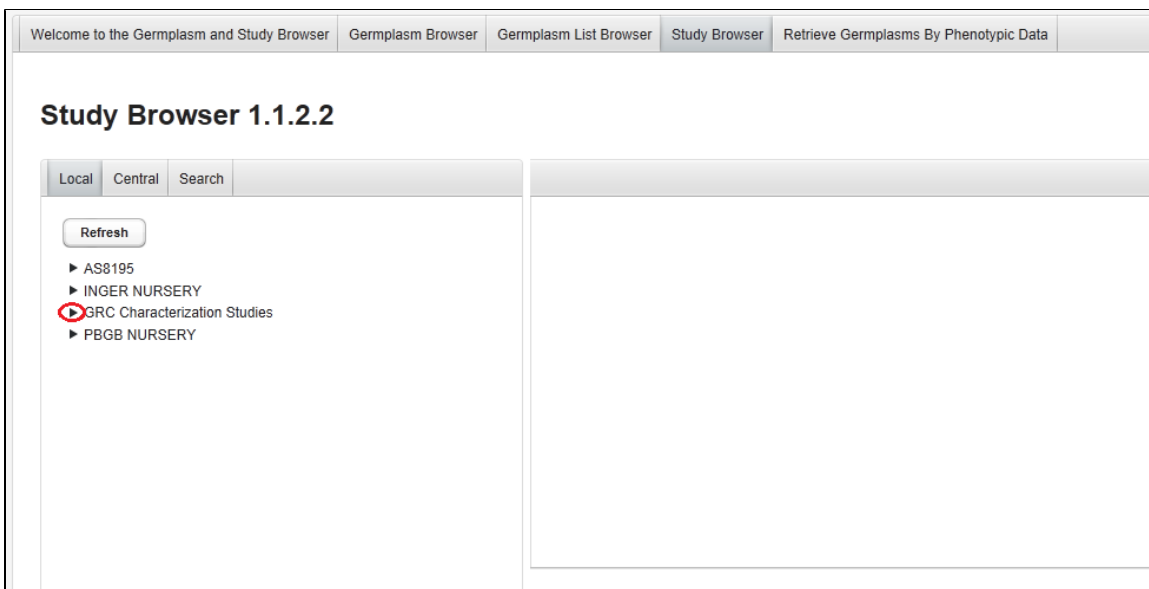 Welcome to the Germplasm and Study Browser Germplasm Browser Germplasm List Browser Study Browser Retrieve Germplasms By Phenotypic Data
Study Browser 1.1.2.2
Local Central Search
Refresh
AS8195
INGER NURSERY
GRC Characterization Studies
PBGB NURSERY